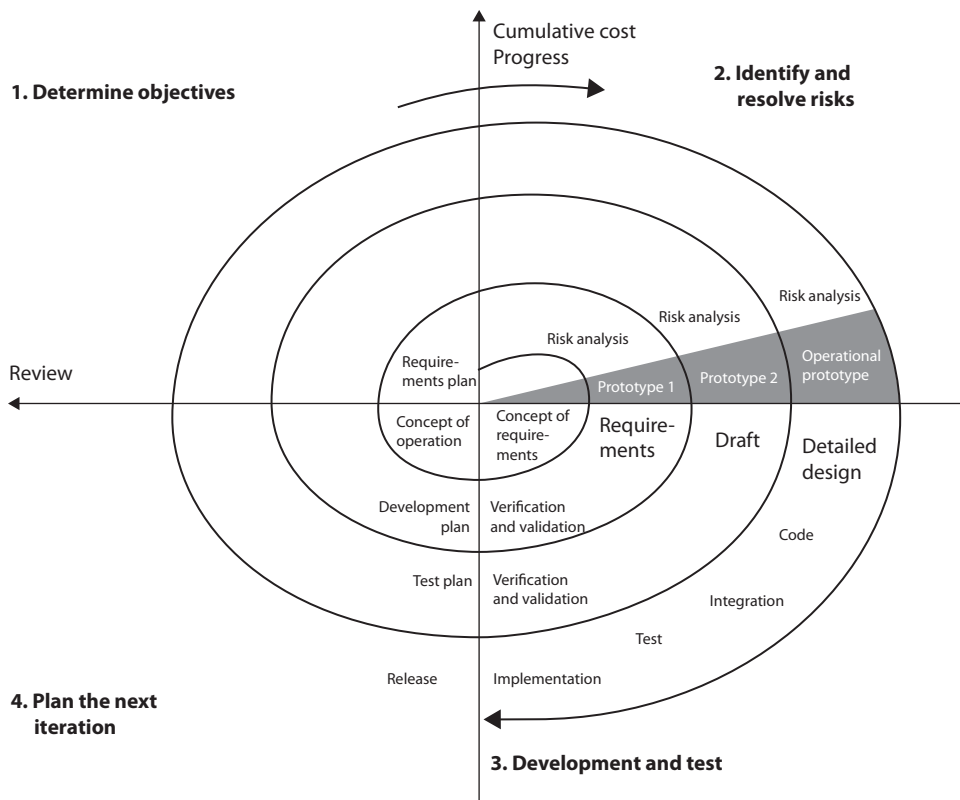 Cumulative cost
Progress
1. Determine objectives
2. Identify and
resolve risks
Risk analysis
Risk analysis
Risk analysis
Require-
ments plan
Operational
prototype
Prototype 2
Prototype 1
Review
Concept of
operation
Concept of
require-
ments
Require-
ments
Draft
Detailed
design
Development
plan
Verification
and validation
Code
Test plan
Verification
and validation
Integration
Test
Release
Implementation
4. Plan the next
iteration
3. Development and test